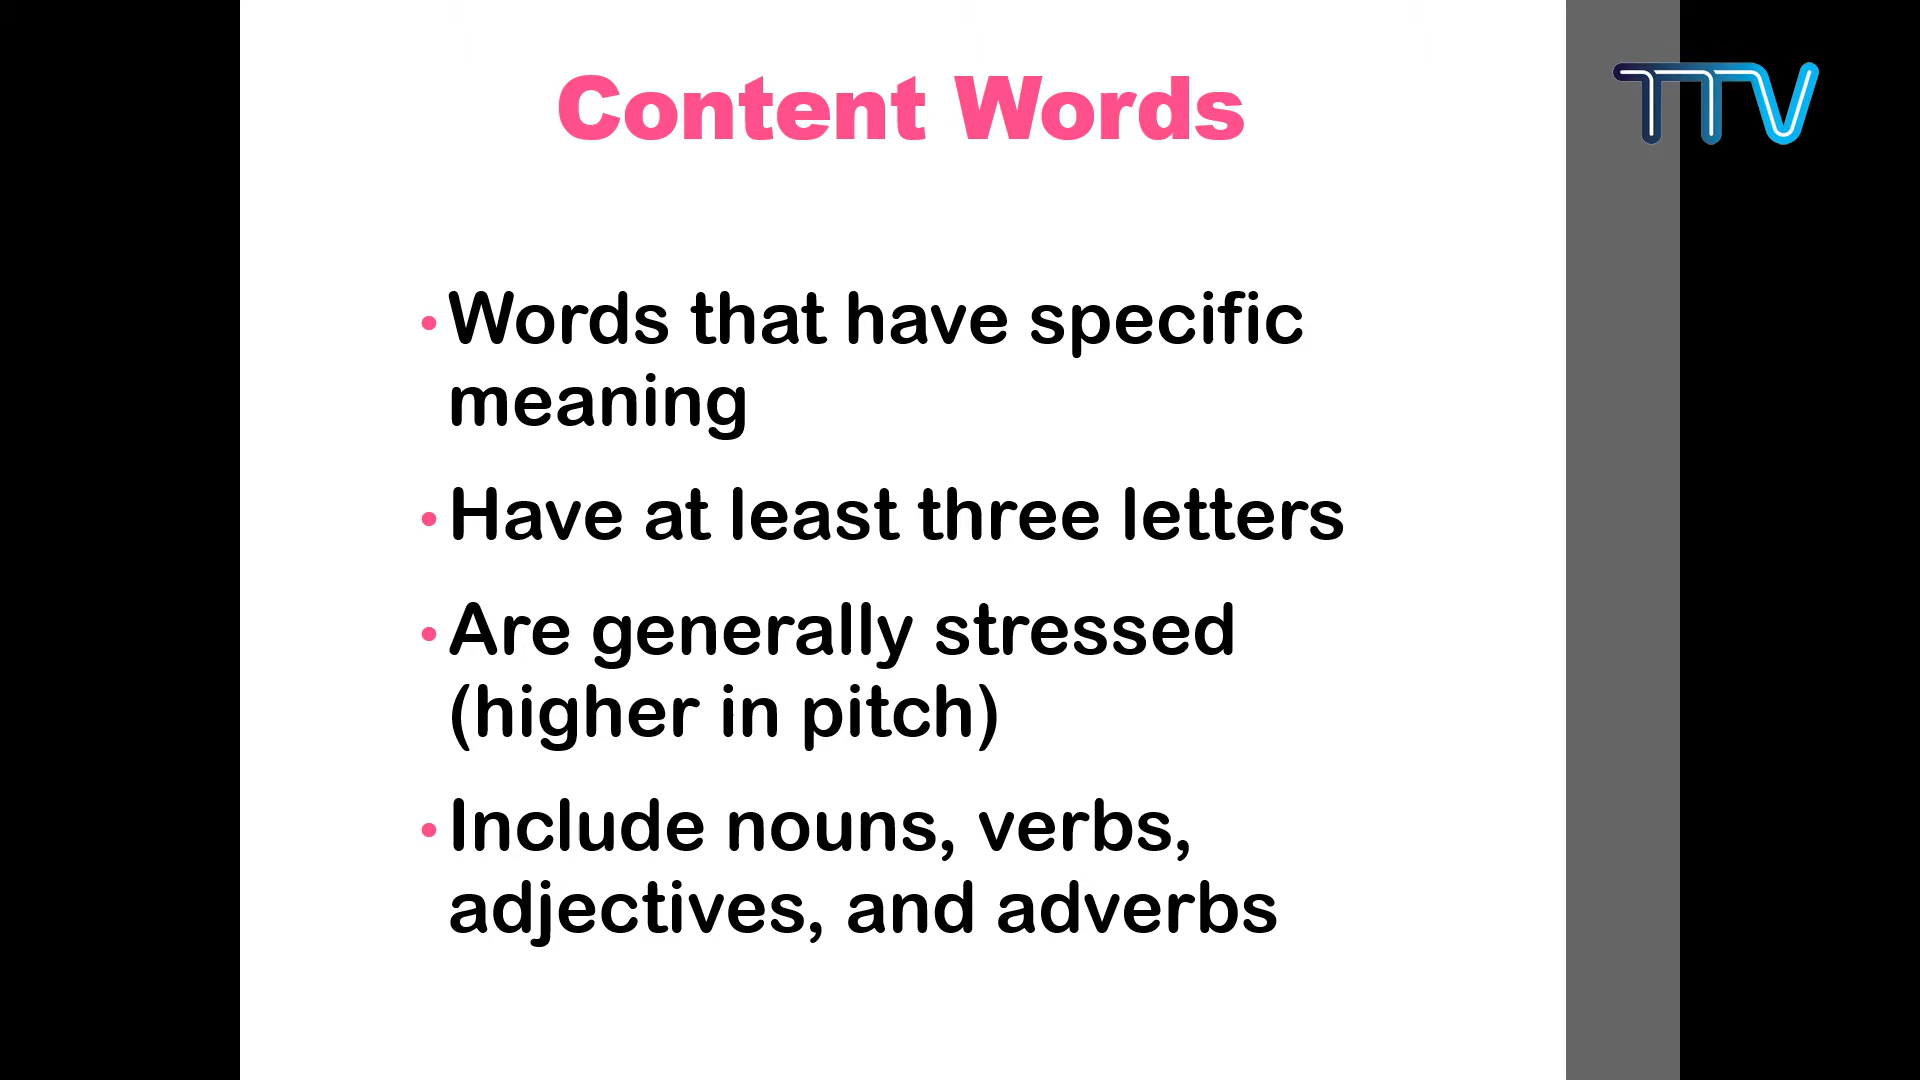 Content Words
TTV
• Words that have specific
meaning
• Have at least three letters
• Are generally stressed
(higher in pitch)
• Include nouns, verbs,
adjectives, and adverbs